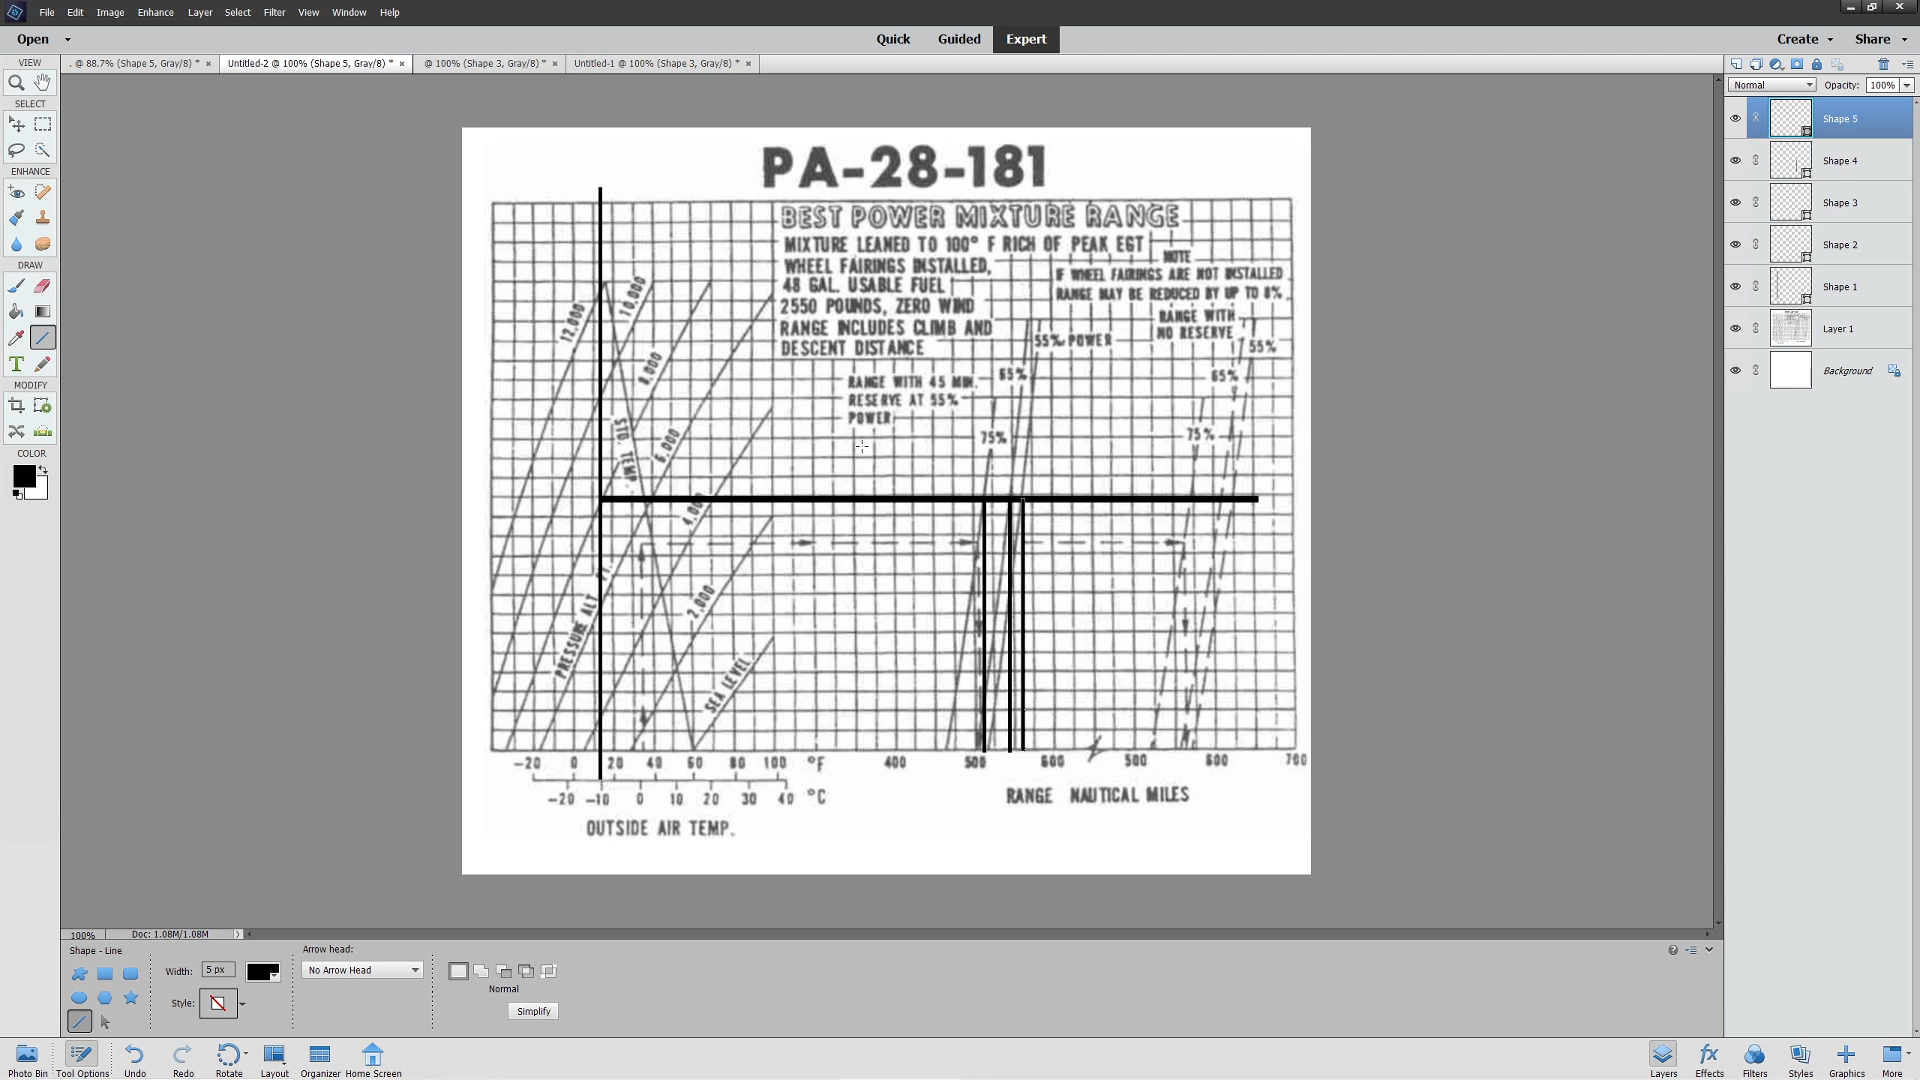 File Edit Image Enhance Layer Select Filter View Window Help
Open
Quick Guided Expert
Create Share
VIEW
. @ 88.7% (Shape 5, Gray/8) * ×
Untitled-2 @ 100% (Shape 5, Gray/8) * ×
@ 100% (Shape 3, Gray/8) * ×
Untitled-1 @ 100% (Shape 3, Gray/8) * ×
Normal
Opacity: 100%
SELECT
ENHANCE
DRAW
T
MODIFY
COLOR
Shape 5
Shape 4
Shape 3
Shape 2
Shape 1
Layer 1
Background
PA-28-181
BEST POWER MIXTURE RANGE
MIXTURE LEANED TO 100° F RICH OF PEAK EGT
WHEEL FAIRINGS INSTALLED,
48 GAL. USABLE FUEL
2550 POUNDS, ZERO WIND
RANGE INCLUDES CLIMB AND
DESCENT DISTANCE
NOTE
IF WHEEL FAIRINGS ARE NOT INSTALLED
RANGE MAY BE REDUCED BY UP TO 8%.
RANGE WITH
NO RESERVE
55% POWER
55%
RANGE WITH 45 MIN.
RESERVE AT 55%
POWER
65%
65%
75%
75%
12,000
10,000
8,000
6,000
4,000
2,000
SEA LEVEL
STD. TEMP.
PRESSURE ALT
-20 0 20 40 60 80 100 °F
400 500 600 500 600 700
-20 -10 0 10 20 30 40 °C
RANGE NAUTICAL MILES
OUTSIDE AIR TEMP.
100% Doc: 1.08M/1.08M
Shape - Line
Width: 5 px
Style:
Arrow head:
No Arrow Head
Normal
Simplify
Photo Bin Tool Options Undo Redo Rotate Layout Organizer Home Screen
Layers Effects Filters Styles Graphics More